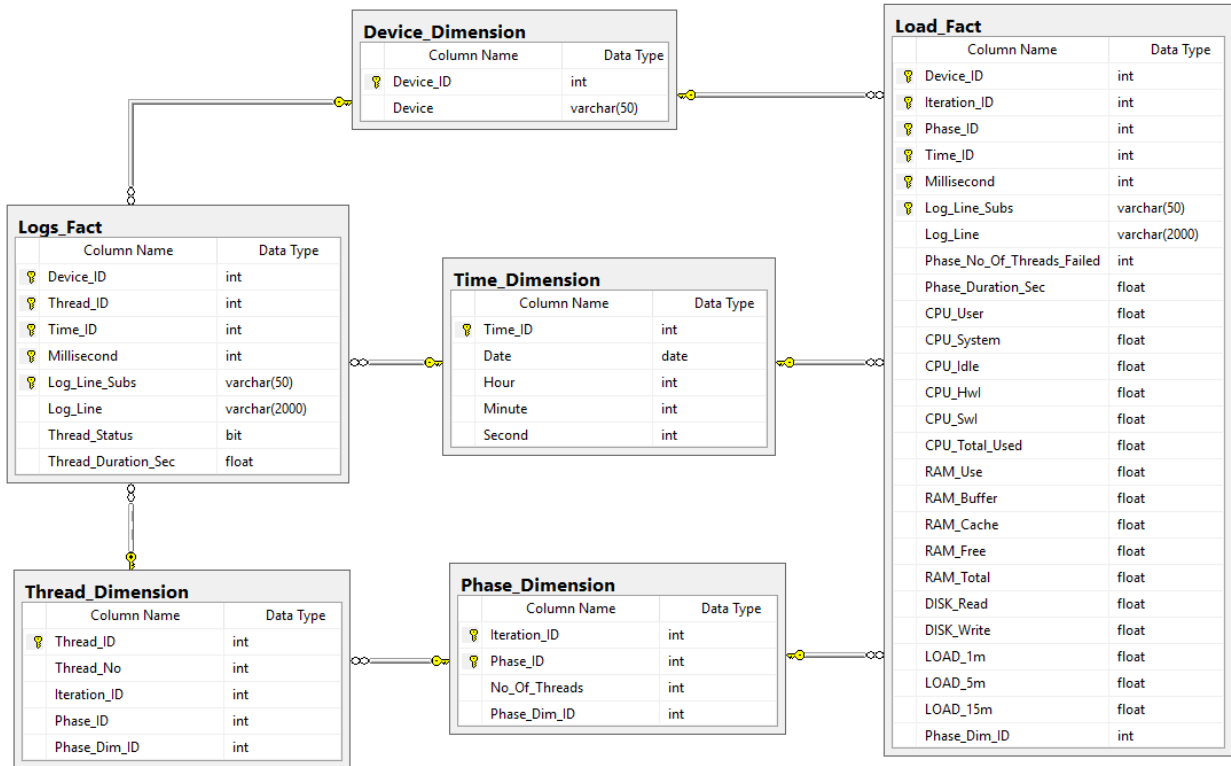 Device_Dimension
Column Name Data Type
Device_ID int
Device varchar(50)
Load_Fact
Column Name Data Type
Device_ID int
Iteration_ID int
Phase_ID int
Time_ID int
Millisecond int
Log_Line_Subs varchar(50)
Log_Line varchar(2000)
Phase_No_Of_Threads_Failed int
Phase_Duration_Sec float
CPU_User float
CPU_System float
CPU_Idle float
CPU_Hwl float
CPU_Swl float
CPU_Total_Used float
RAM_Use float
RAM_Buffer float
RAM_Cache float
RAM_Free float
RAM_Total float
DISK_Read float
DISK_Write float
LOAD_1m float
LOAD_5m float
LOAD_15m float
Phase_Dim_ID int
Logs_Fact
Column Name Data Type
Device_ID int
Thread_ID int
Time_ID int
Millisecond int
Log_Line_Subs varchar(50)
Log_Line varchar(2000)
Thread_Status bit
Thread_Duration_Sec float
Time_Dimension
Column Name Data Type
Time_ID int
Date date
Hour int
Minute int
Second int
Thread_Dimension
Column Name Data Type
Thread_ID int
Thread_No int
Iteration_ID int
Phase_ID int
Phase_Dim_ID int
Phase_Dimension
Column Name Data Type
Iteration_ID int
Phase_ID int
No_Of_Threads int
Phase_Dim_ID int